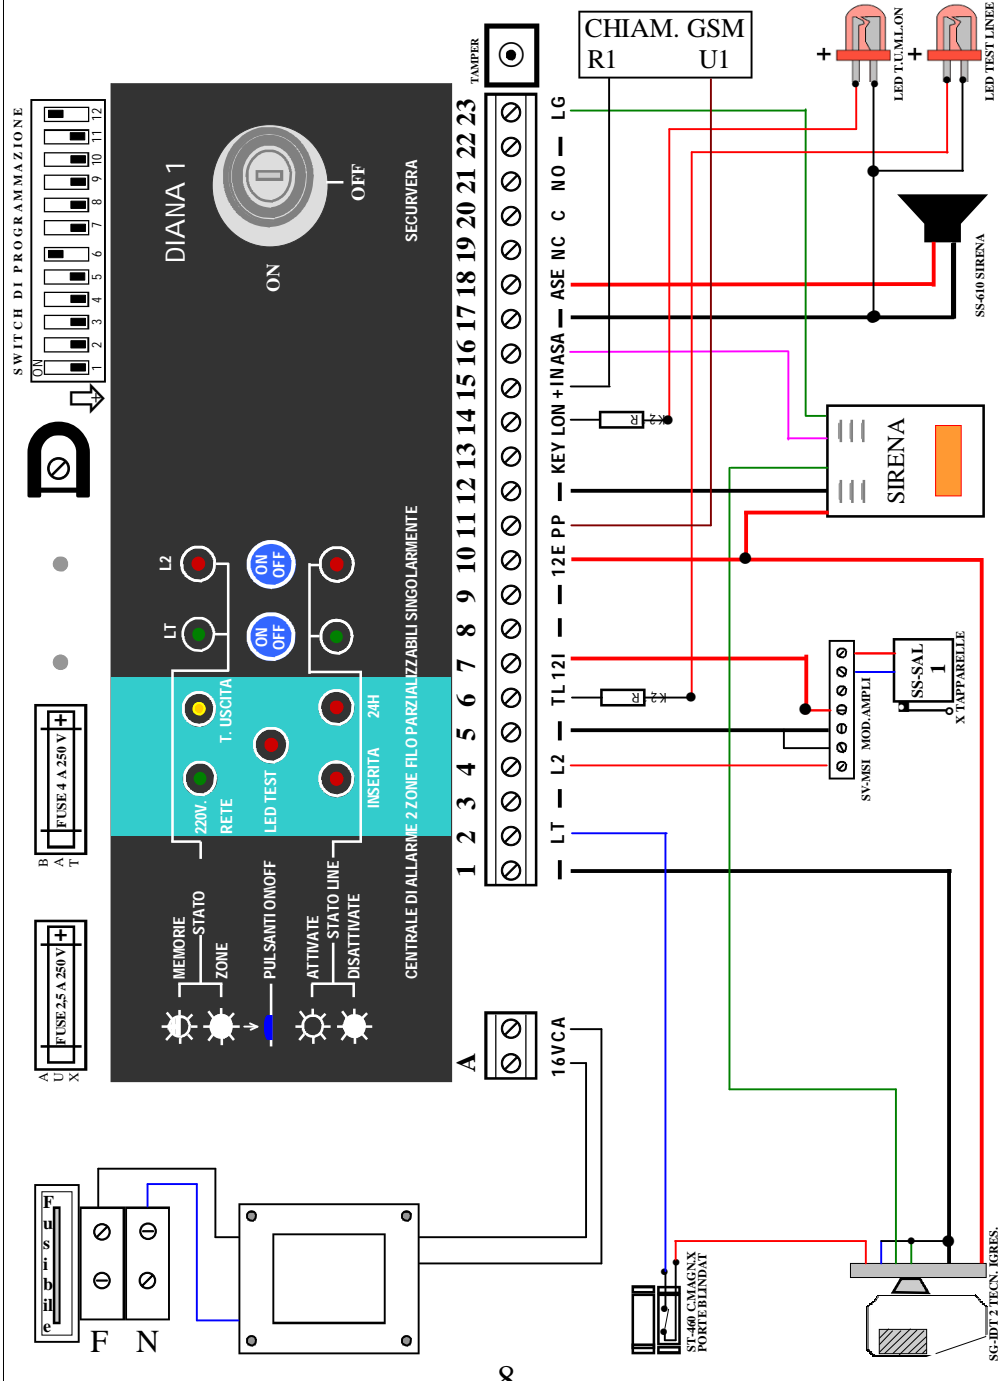 SWITCH DI PROGRAMMAZIONE
ON
1 2 3 4 5 6 7 8 9 10 11 12
FUSE 4 A 250 V +
B A T
FUSE 2,5 A 250 V +
A U X
Fusibile
F
N
DIANA 1
ON
OFF
SECURVERA
L2
LT
ON OFF
ON OFF
T. USCITA
220V.
RETE
LED TEST
24H
INSERITA
MEMORIE
STATO
ZONE
PULSANTI ON/OFF
ATTIVATE
STATO LINE
DISATTIVATE
CENTRALE DI ALLARME 2 ZONE FILO PARZIALIZZABILI SINGOLARMENTE
TAMPER
A
1 2 3 4 5 6 7 8 9 10 11 12 13 14 15 16 17 18 19 20 21 22 23
16VCA
— LT — L2 — TL 12I — — 12E PP — KEY LON +IN ASA — ASE NC C NO — LG
CHIAM. GSM
R1 U1
+
LED T.U.M.L.ON
+
LED TEST LINEE
SS-610 SIRENA
R K2
SIRENA
R K2
SV-MSI MOD.AMPLI
SS-SAL
1
X TAPPARELLE
ST-460 C.MAGN.X
PORTE BLINDAT
SG-IDT 2 TECN. IGRES.
8